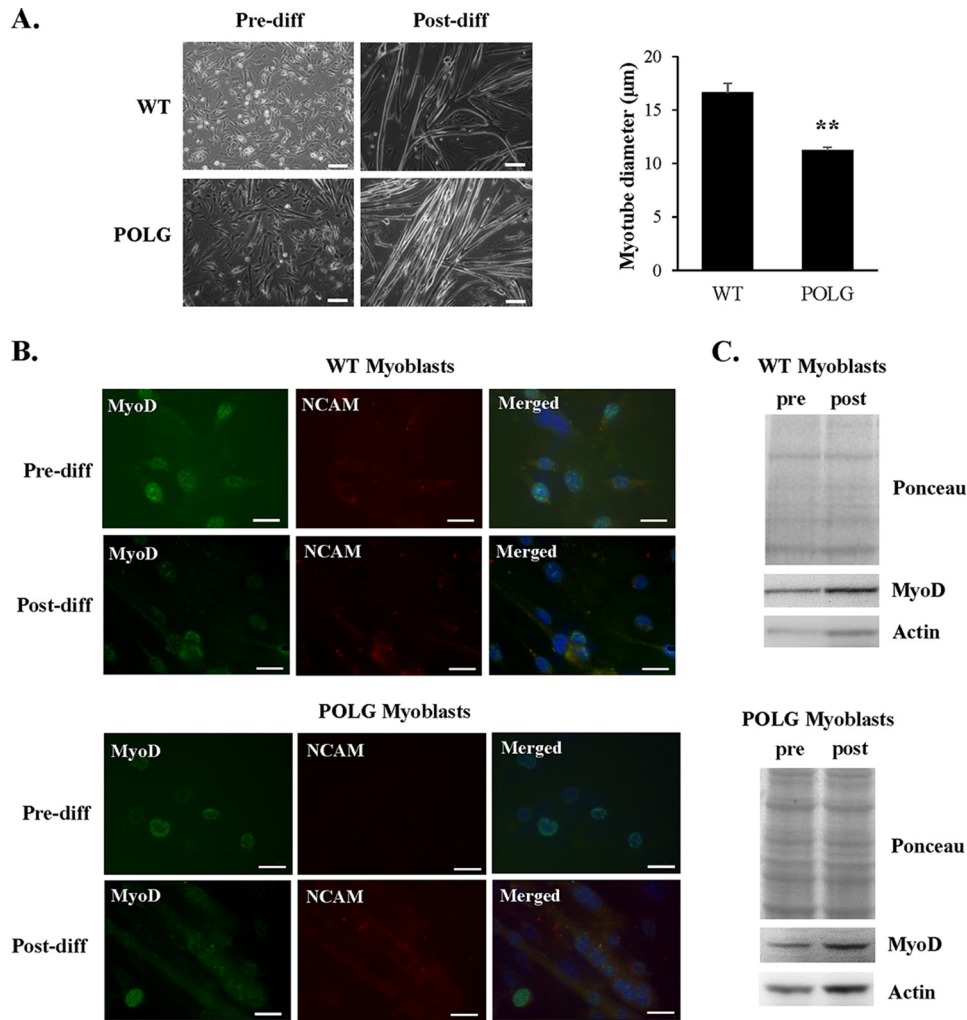 A.
Pre-diff
Post-diff
WT
POLG
Myotube diameter (µm)
20
15
10
5
0
**
WT
POLG
B.
WT Myoblasts
MyoD
NCAM
Merged
Pre-diff
MyoD
NCAM
Merged
Post-diff
POLG Myoblasts
MyoD
NCAM
Merged
Pre-diff
MyoD
NCAM
Merged
Post-diff
C.
WT Myoblasts
pre post
Ponceau
MyoD
Actin
POLG Myoblasts
pre post
Ponceau
MyoD
Actin